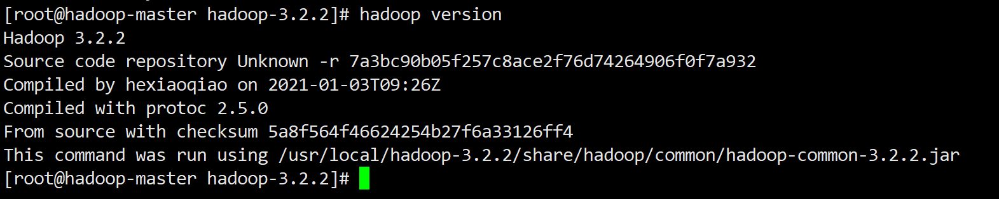 [root@hadoop-master hadoop-3.2.2]# hadoop version
Hadoop 3.2.2
Source code repository Unknown -r 7a3bc90b05f257c8ace2f76d74264906f0f7a932
Compiled by hexiaoqiao on 2021-01-03T09:26Z
Compiled with protoc 2.5.0
From source with checksum 5a8f564f46624254b27f6a33126ff4
This command was run using /usr/local/hadoop-3.2.2/share/hadoop/common/hadoop-common-3.2.2.jar
[root@hadoop-master hadoop-3.2.2]#